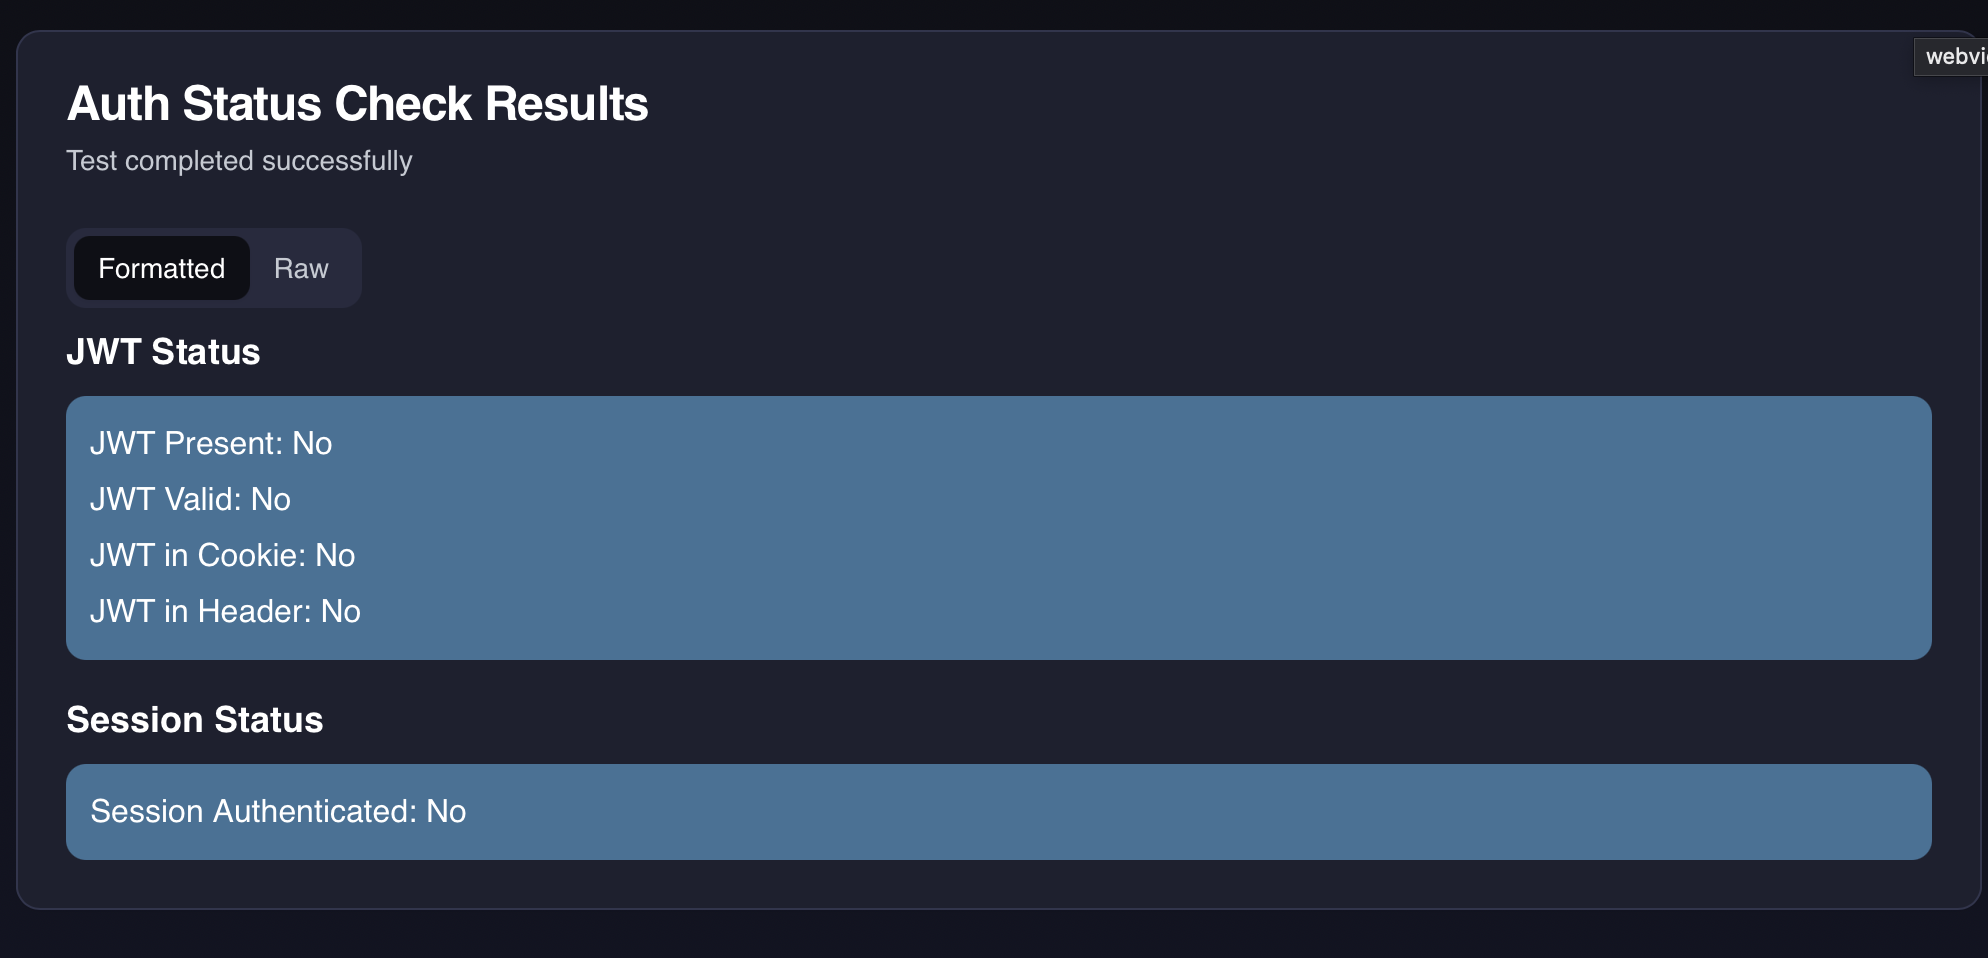 webvi
Auth Status Check Results
Test completed successfully
Formatted Raw
JWT Status
JWT Present: No
JWT Valid: No
JWT in Cookie: No
JWT in Header: No
Session Status
Session Authenticated: No